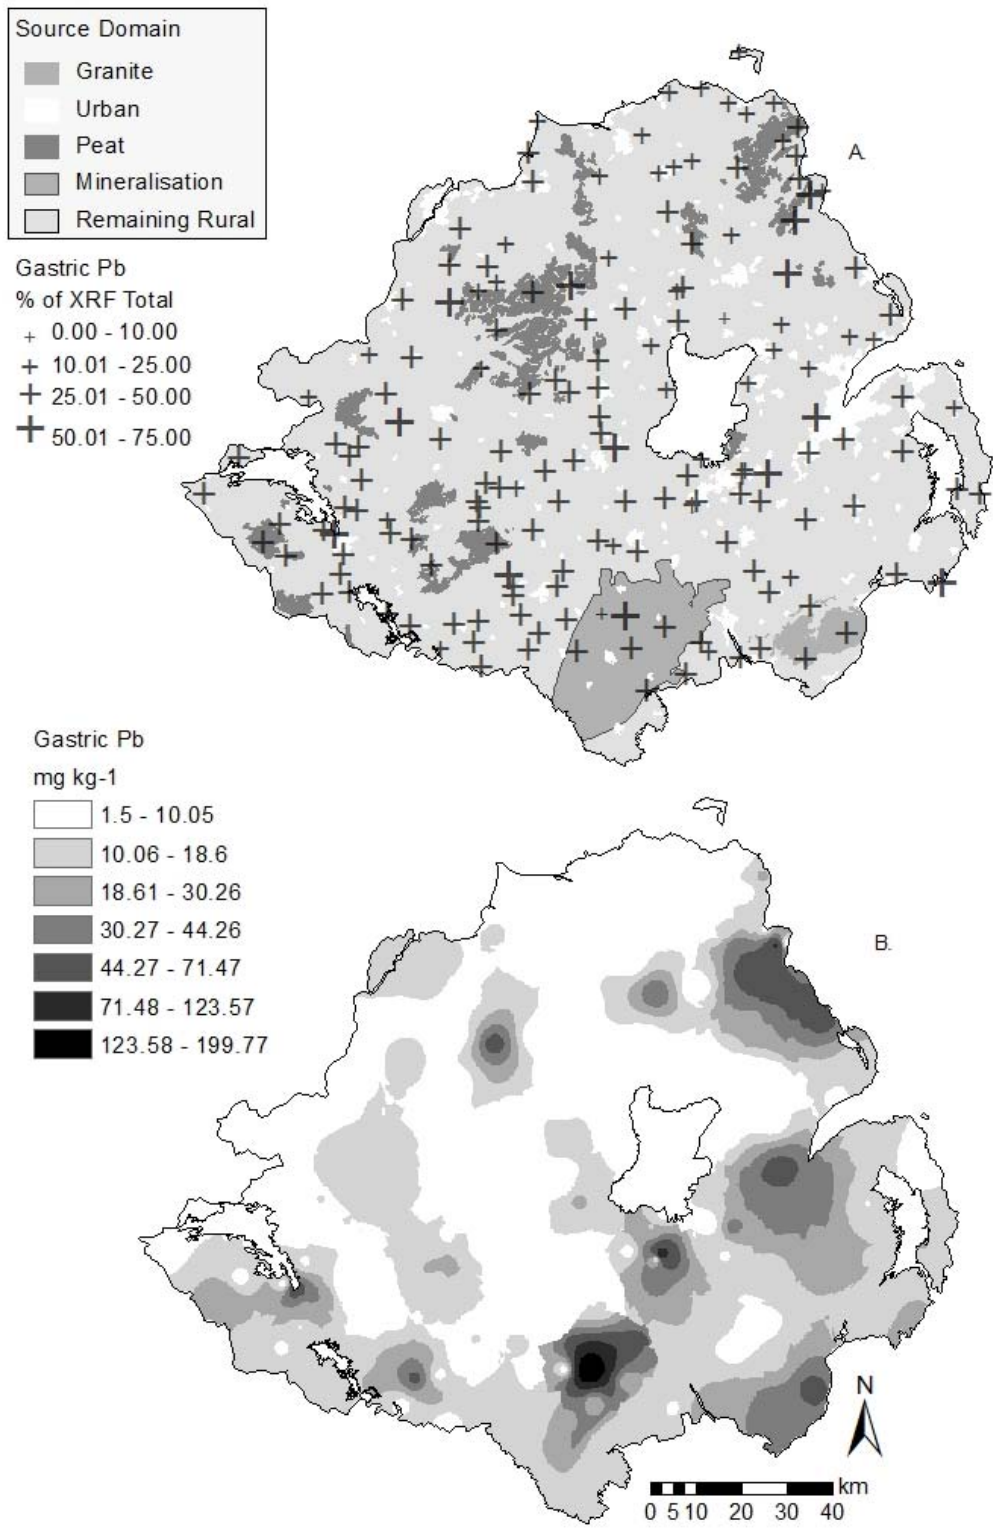 Source Domain
Granite
Urban
Peat
Mineralisation
Remaining Rural
A.
Gastric Pb
% of XRF Total
0.00 - 10.00
10.01 - 25.00
25.01 - 50.00
50.01 - 75.00
Gastric Pb
mg kg-1
1.5 - 10.05
10.06 - 18.6
18.61 - 30.26
30.27 - 44.26
44.27 - 71.47
71.48 - 123.57
123.58 - 199.77
B.
N
km
0 5 10 20 30 40